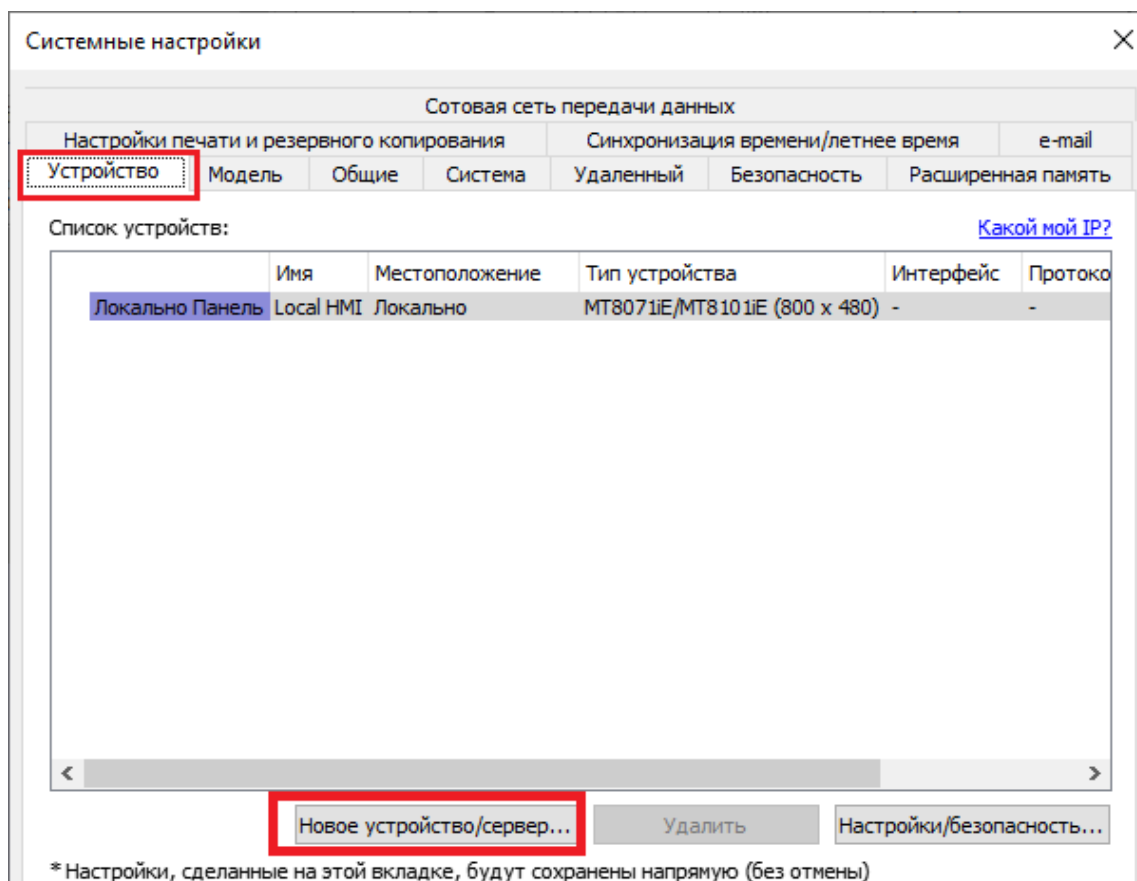 Системные настройки
Сотовая сеть передачи данных
Настройки печати и резервного копирования Синхронизация времени/летнее время e-mail
Устройство Модель Общие Система Удаленный Безопасность Расширенная память
Список устройств: Какой мой IP?
Имя Местоположение Тип устройства Интерфейс Протоко
Локально Панель Local HMI Локально MT8071iE/MT8101iE (800 x 480) - -
Новое устройство/сервер... Удалить Настройки/безопасность...
* Настройки, сделанные на этой вкладке, будут сохранены напрямую (без отмены)